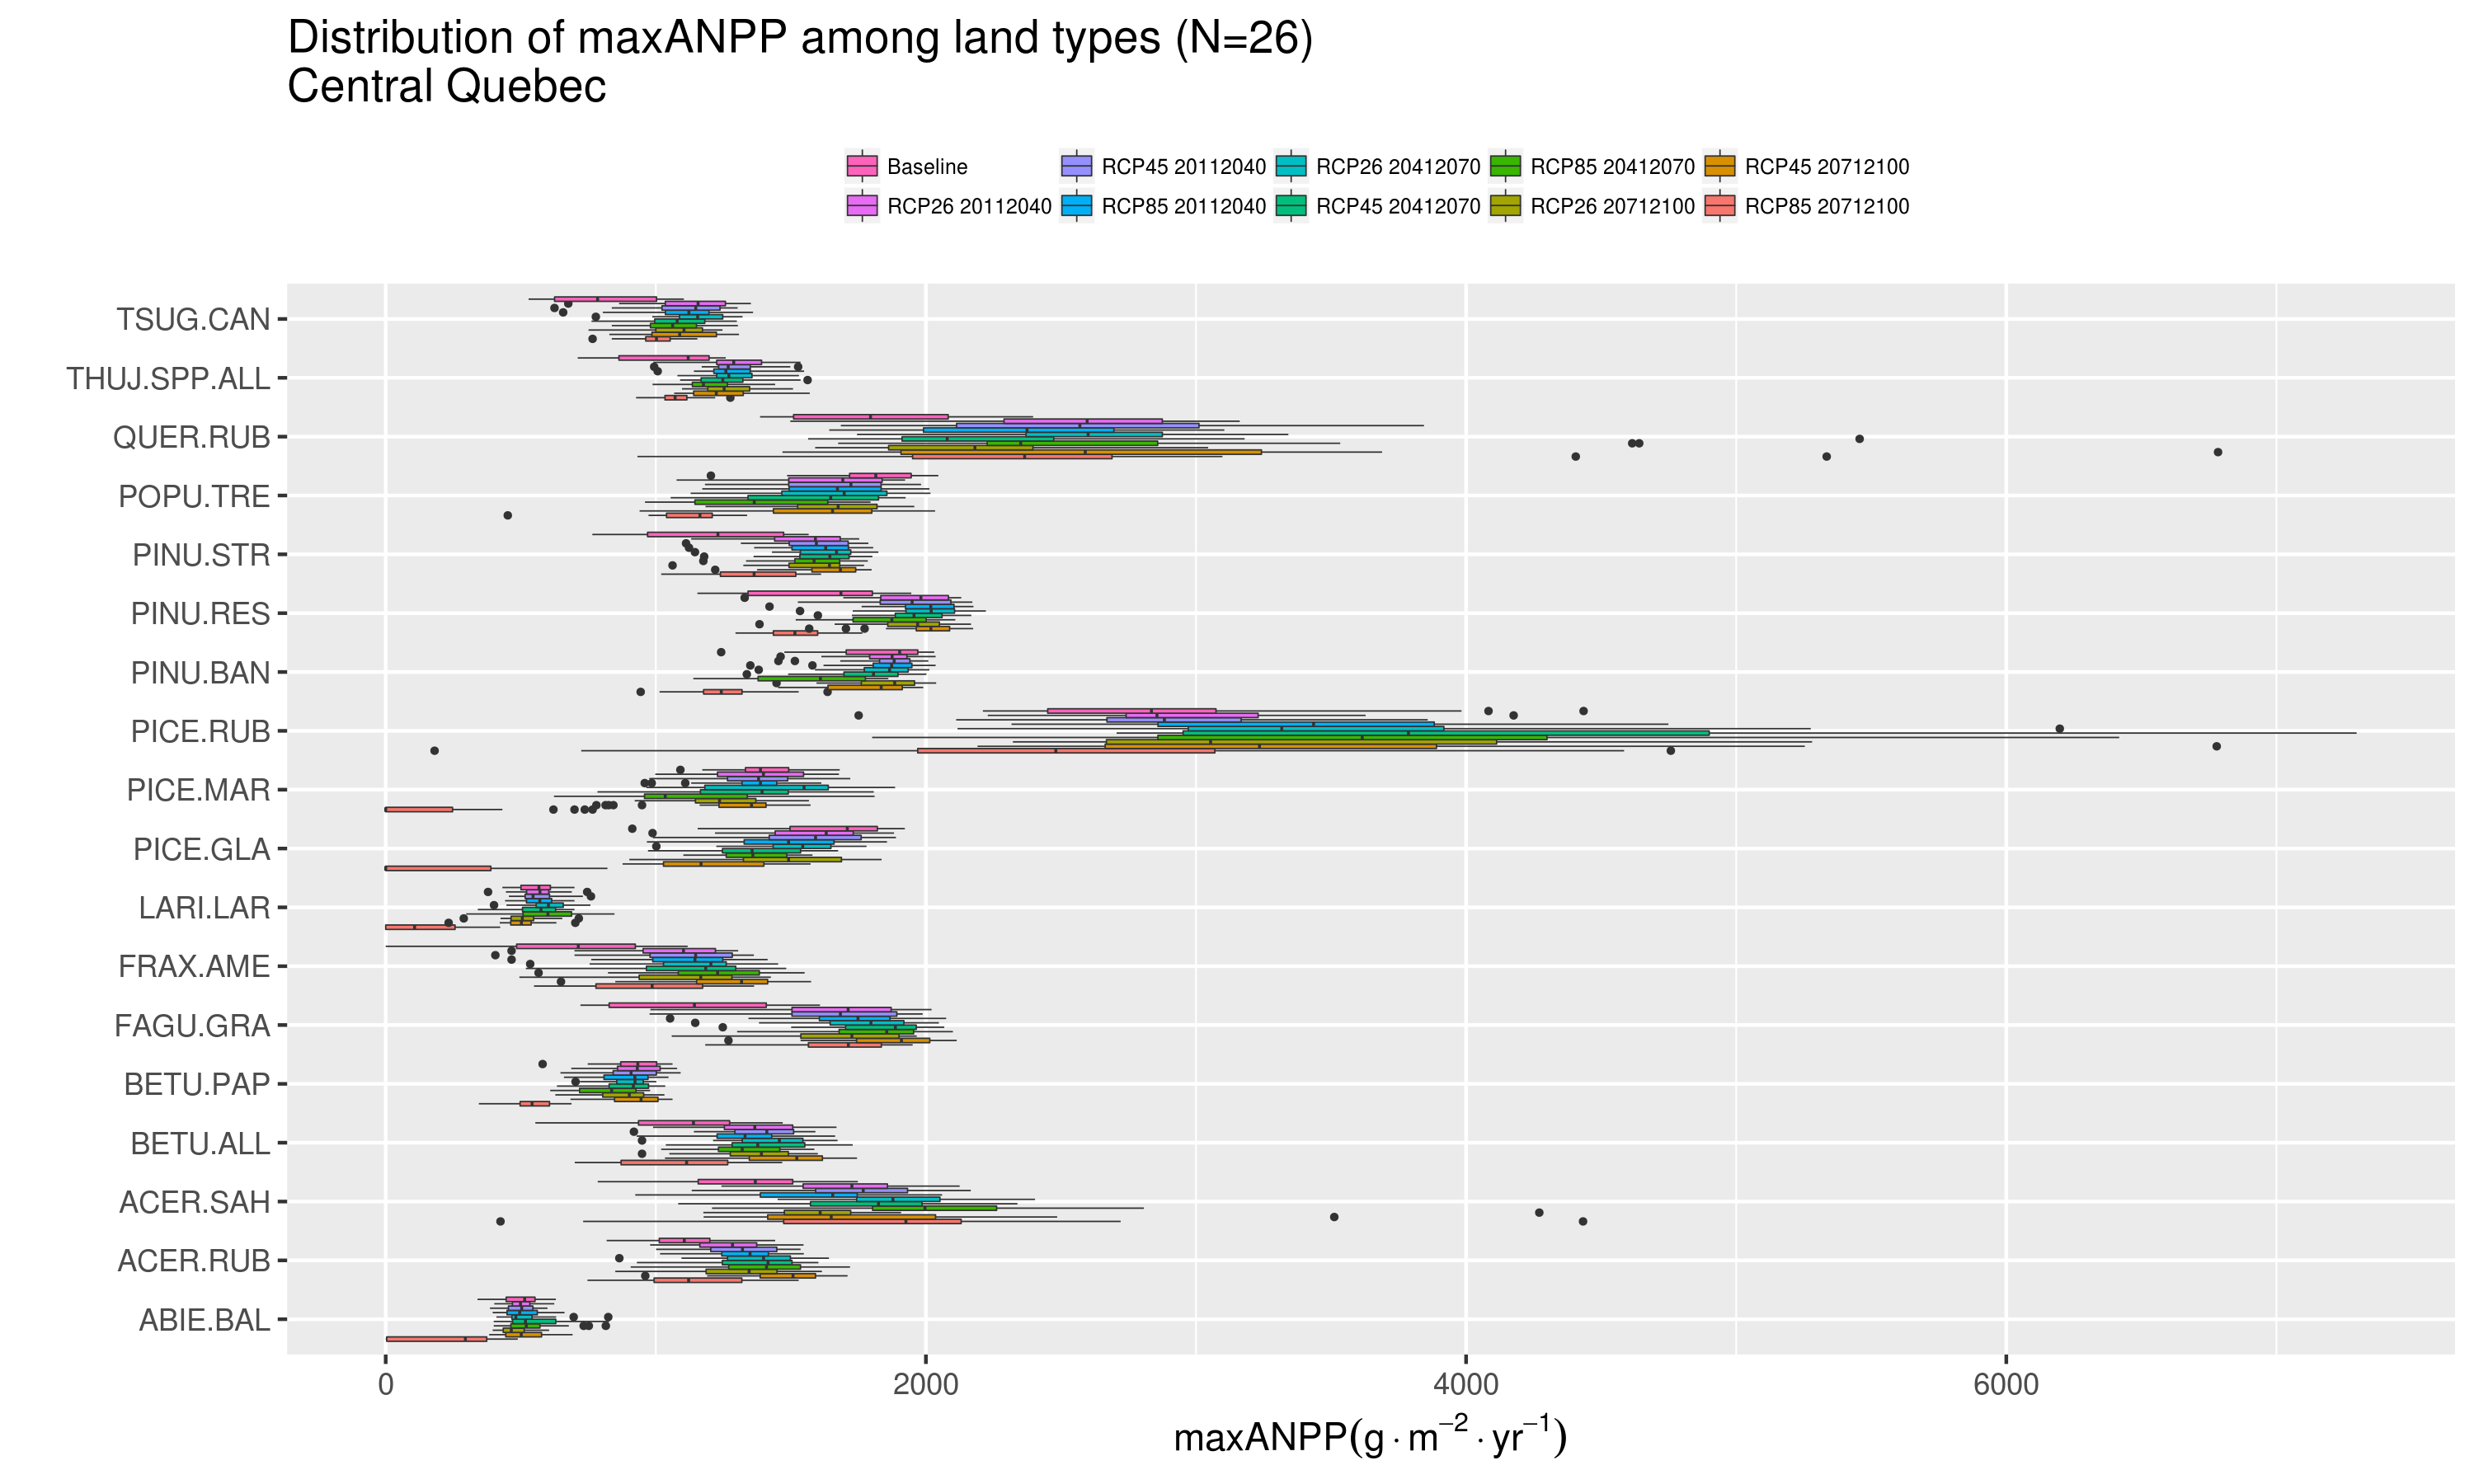 Distribution of maxANPP among land types (N=26)
Central Quebec
Baseline RCP45 20112040 RCP26 20412070 RCP85 20412070 RCP45 20712100
RCP26 20112040 RCP85 20112040 RCP45 20412070 RCP26 20712100 RCP85 20712100
TSUG.CAN
THUJ.SPP.ALL
QUER.RUB
POPU.TRE
PINU.STR
PINU.RES
PINU.BAN
PICE.RUB
PICE.MAR
PICE.GLA
LARI.LAR
FRAX.AME
FAGU.GRA
BETU.PAP
BETU.ALL
ACER.SAH
ACER.RUB
ABIE.BAL
0 2000 4000 6000
maxANPP(g·m⁻²·yr⁻¹)